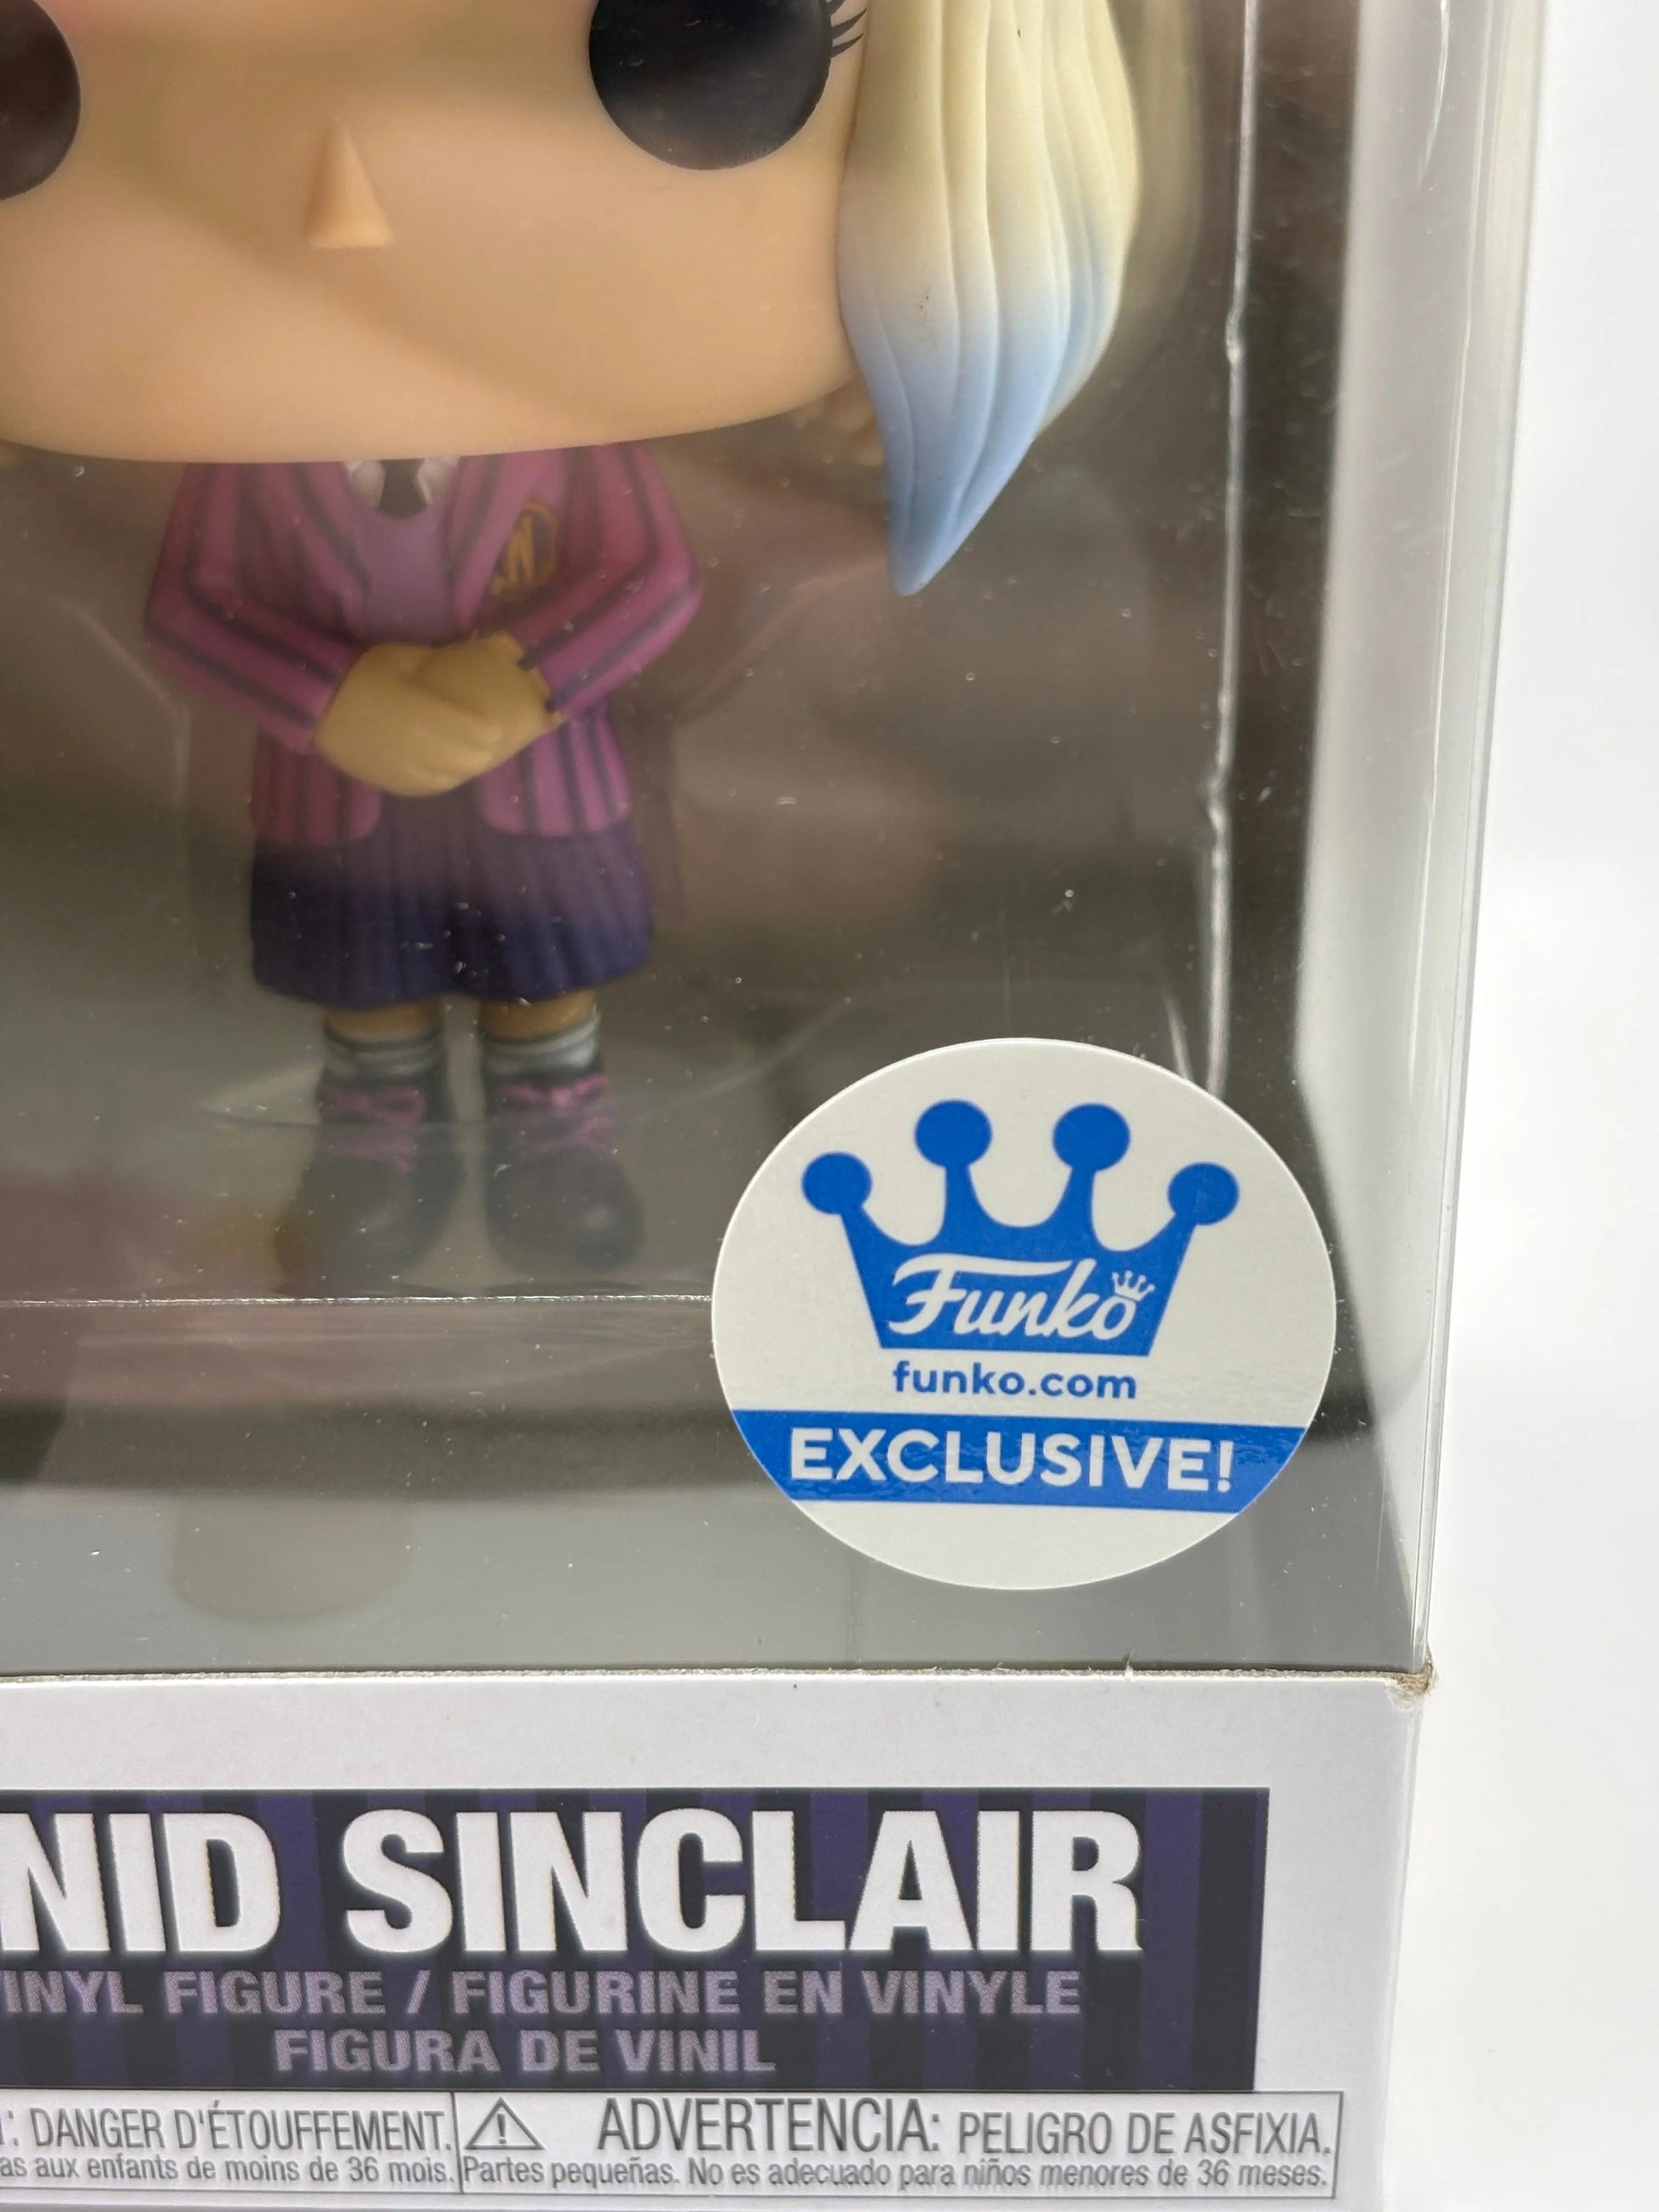 N
Funko
funko.com
EXCLUSIVE!
NID SINCLAIR
INYL FIGURE / FIGURINE EN VINYLE
FIGURA DE VINIL
: DANGER D'ÉTOUFFEMENT.
as aux enfants de moins de 36 mois.
ADVERTENCIA: PELIGRO DE ASFIXIA.
Partes pequeñas. No es adecuado para niños menores de 36 meses.